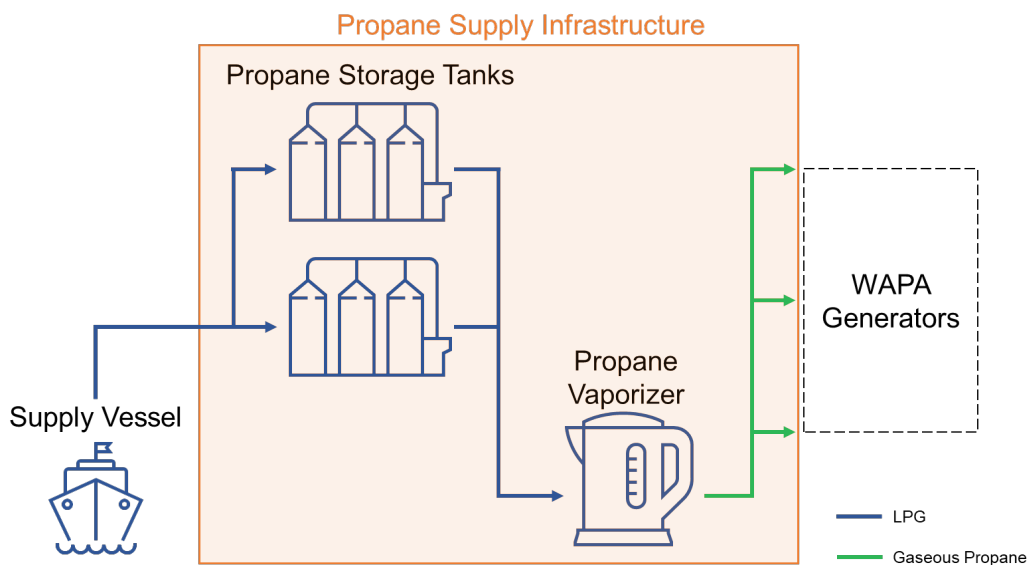 Propane Supply Infrastructure
Propane Storage Tanks
WAPA
Generators
Propane
Vaporizer
Supply Vessel
LPG
Gaseous Propane